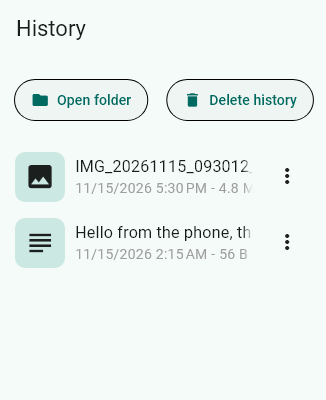 History
Open folder
Delete history
IMG_20261115_093012_
11/15/2026 5:30 PM - 4.8 M
Hello from the phone, th
11/15/2026 2:15 AM - 56 B